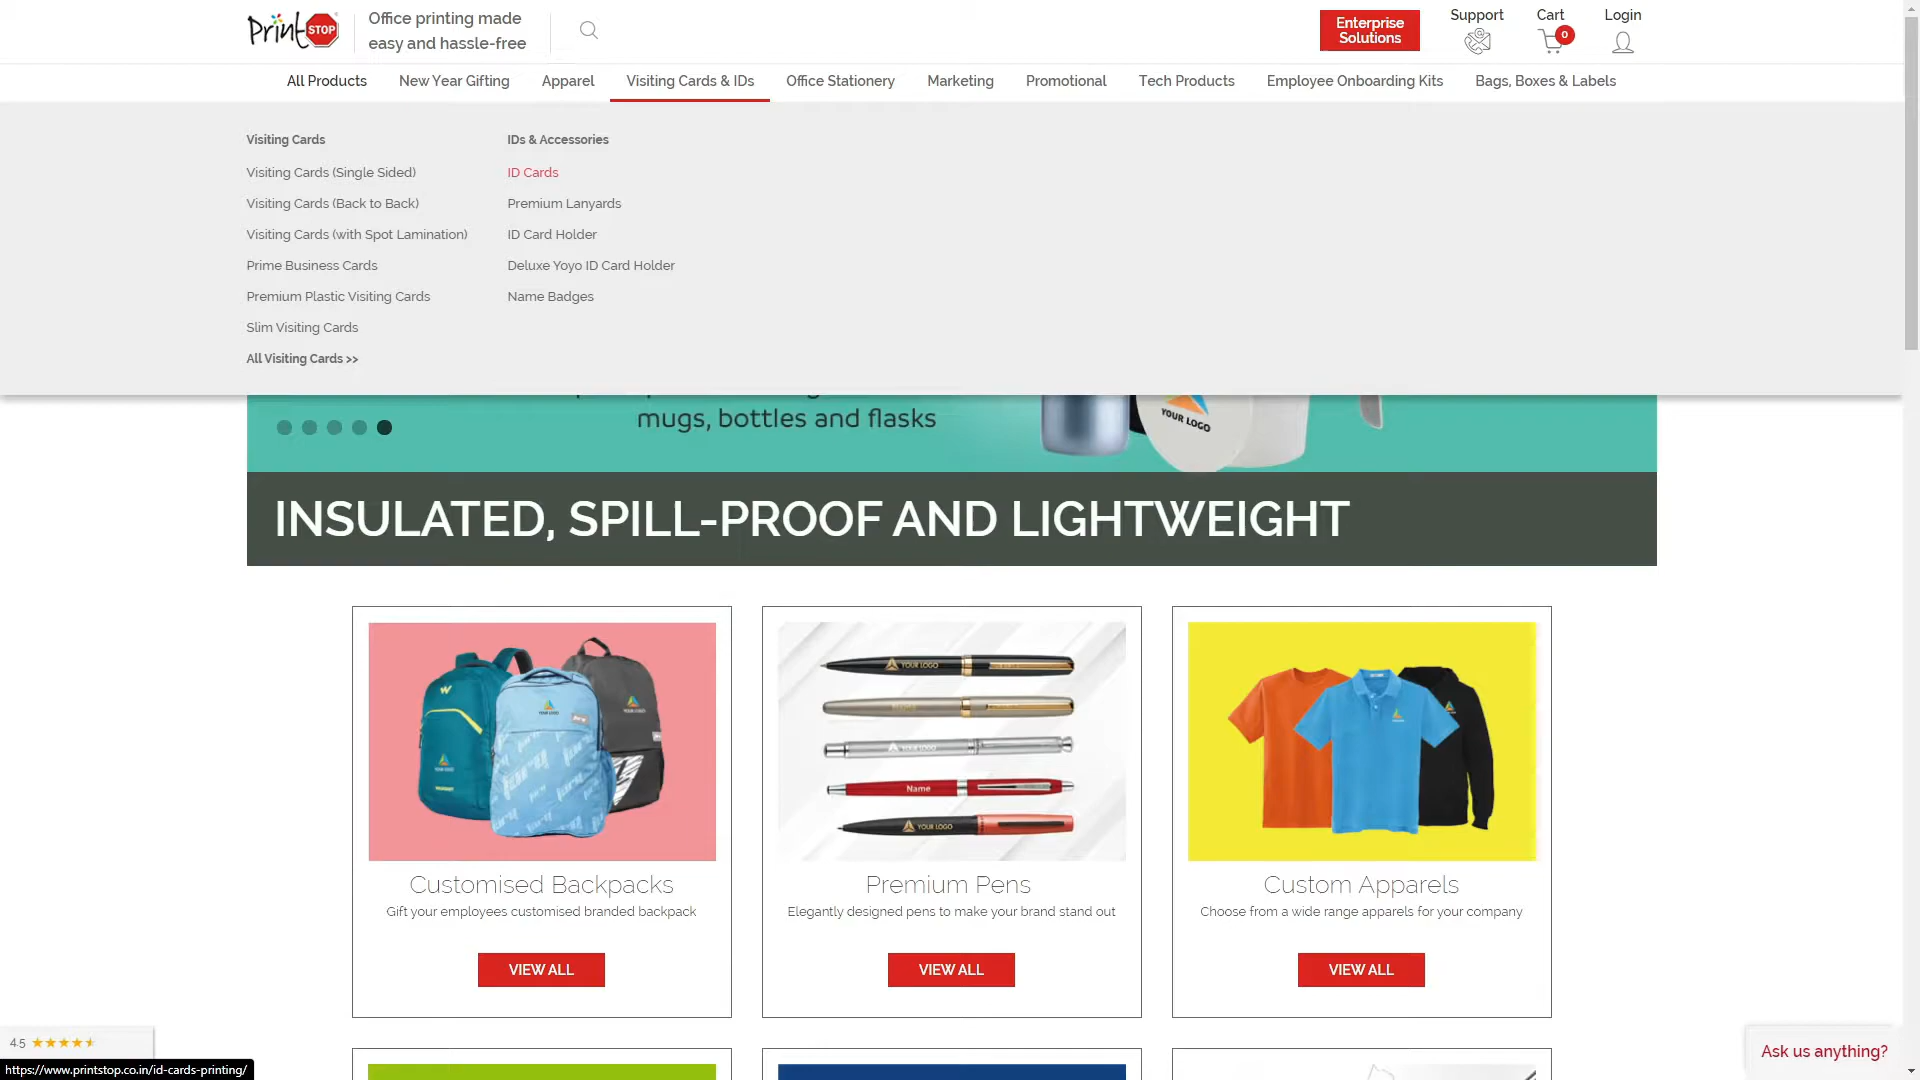 Print STOP
Office printing made
easy and hassle-free
Enterprise
Solutions
Support
Cart
0
Login
All Products
New Year Gifting
Apparel
Visiting Cards & IDs
Office Stationery
Marketing
Promotional
Tech Products
Employee Onboarding Kits
Bags, Boxes & Labels
Visiting Cards
Visiting Cards (Single Sided)
Visiting Cards (Back to Back)
Visiting Cards (with Spot Lamination)
Prime Business Cards
Premium Plastic Visiting Cards
Slim Visiting Cards
All Visiting Cards >>
IDs & Accessories
ID Cards
Premium Lanyards
ID Card Holder
Deluxe Yoyo ID Card Holder
Name Badges
mugs, bottles and flasks
YOUR LOGO
INSULATED, SPILL-PROOF AND LIGHTWEIGHT
YOUR LOGO
YOUR LOGO
YOUR LOGO
Name
YOUR LOGO
Customised Backpacks
Gift your employees customised branded backpack
VIEW ALL
Premium Pens
Elegantly designed pens to make your brand stand out
VIEW ALL
Custom Apparels
Choose from a wide range apparels for your company
VIEW ALL
4.5
Ask us anything?
https://www.printstop.co.in/id-cards-printing/